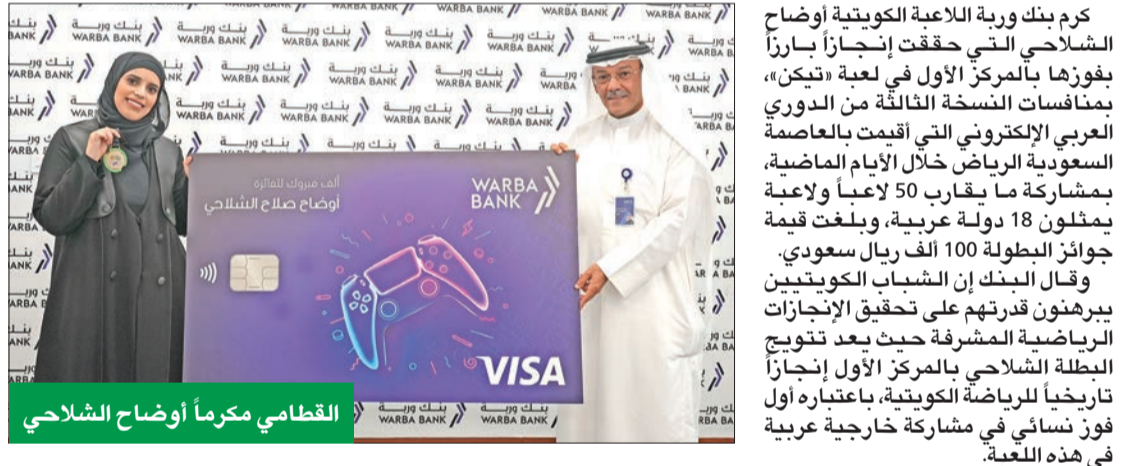 كرم بنك وربة اللاعبة الكويتية أوضاح
الشلاحي التي حققت إنجازاً بارزاً
بفوزها بالمركز الأول في لعبة «تيكن»،
بمنافسات النسخة الثالثة من الدوري
العربي الإلكتروني التي أقيمت بالعاصمة
السعودية الرياض خلال الأيام الماضية،
بمشاركة ما يقارب 50 لاعباً ولاعبة
يمثلون 18 دولة عربية، وبلغت قيمة
جوائز البطولة 100 ألف ريال سعودي.
وقال البنك إن الشباب الكويتيين
يبرهنون قدرتهم على تحقيق الإنجازات
الرياضية المشرفة حيث يعد تتويج
البطلة الشلاحي بالمركز الأول إنجازاً
تاريخياً للرياضة الكويتية، باعتباره أول
فوز نسائي في مشاركة خارجية عربية
في هذه اللعبة.
بنك وربة
WARBA BANK
WARBA
BANK
ألف مبروك للفائزة
أوضاح صلاح الشلاحي
VISA
القطامي مكرماً أوضاح الشلاحي